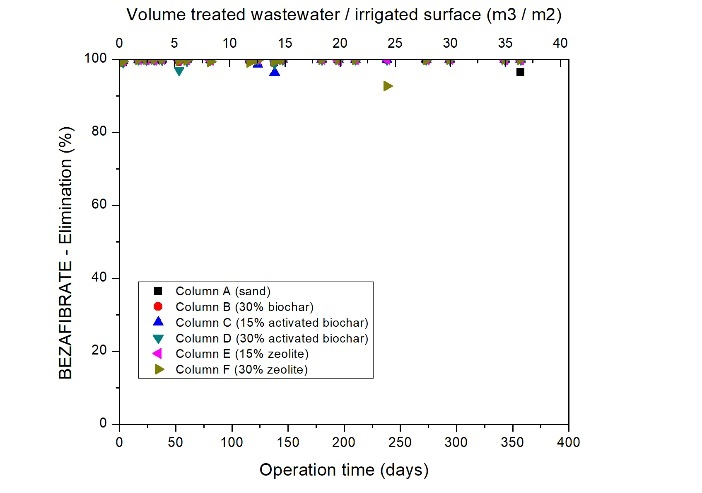 Volume treated wastewater / irrigated surface (m3 / m2)
0 5 10 15 20 25 30 35 40
100
80
60
40
20
0
BEZAFIBRATE - Elimination (%)
Column A (sand)
Column B (30% biochar)
Column C (15% activated biochar)
Column D (30% activated biochar)
Column E (15% zeolite)
Column F (30% zeolite)
0 50 100 150 200 250 300 350 400
Operation time (days)